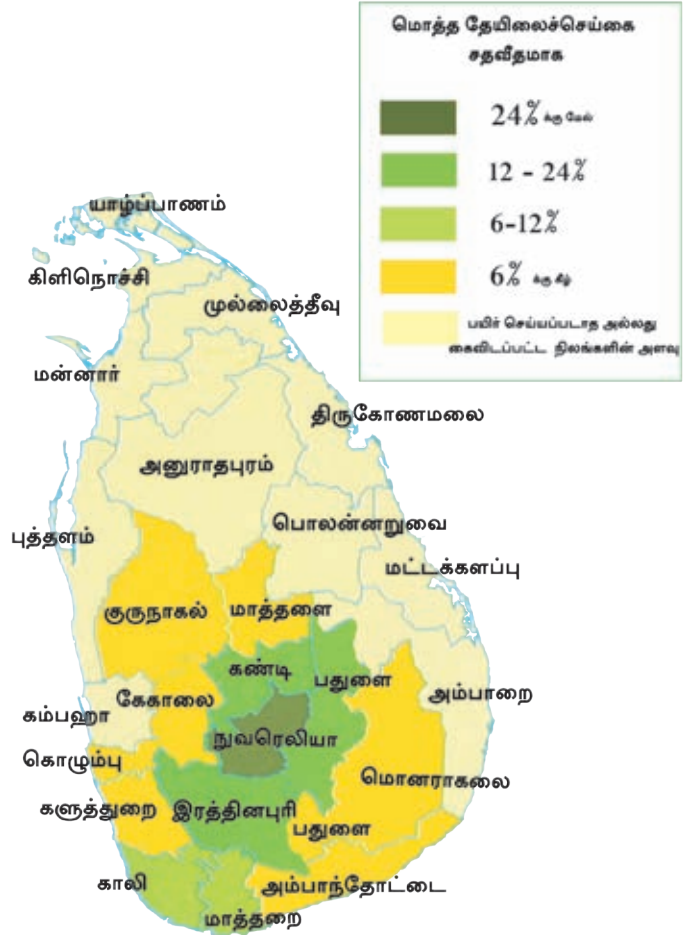 மொத்த தேயிலைச்செய்கை
சதவீதமாக
24% க்கு மேல்
12 - 24%
6-12%
6% க்கு கீழ்
பயிர் செய்யப்படாத அல்லது
கைவிடப்பட்ட நிலங்களின் அளவு
யாழ்ப்பாணம்
கிளிநொச்சி
முல்லைத்தீவு
மன்னார்
திருகோணமலை
அனுராதபுரம்
பொலன்னறுவை
புத்தளம்
மட்டக்களப்பு
குருநாகல்
மாத்தளை
கண்டி
பதுளை
அம்பாறை
கேகாலை
கம்பஹா
நுவரெலியா
கொழும்பு
மொனராகலை
களுத்துறை
இரத்தினபுரி
பதுளை
காலி
அம்பாந்தோட்டை
மாத்தறை